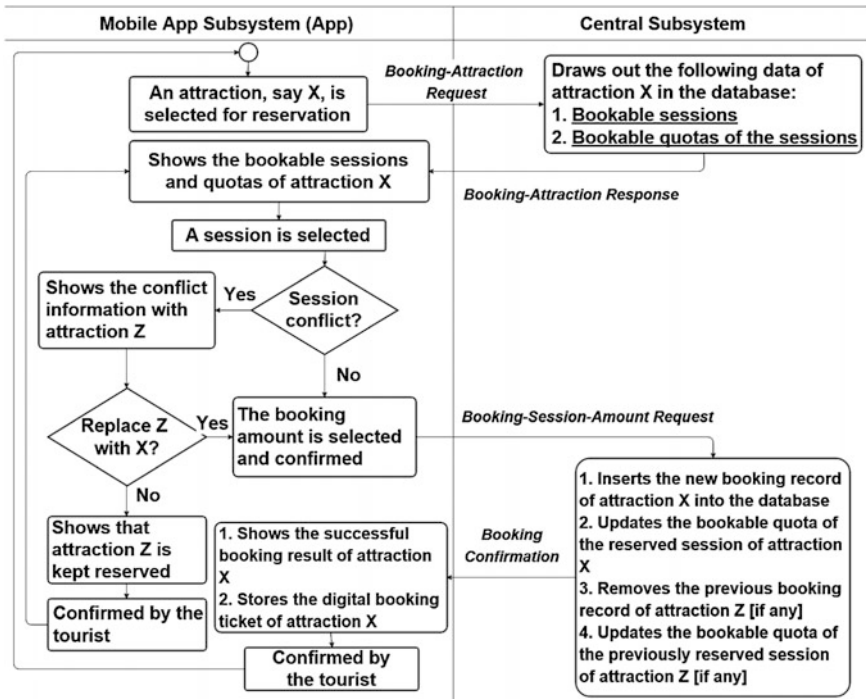 Mobile App Subsystem (App)
Central Subsystem
An attraction, say X, is
selected for reservation
Booking-Attraction
Request
Draws out the following data of
attraction X in the database:
1. Bookable sessions
2. Bookable quotas of the sessions
Shows the bookable sessions
and quotas of attraction X
Booking-Attraction Response
A session is selected
Session
conflict?
Yes
Shows the conflict
information with
attraction Z
No
Replace Z
with X?
Yes
The booking
amount is selected
and confirmed
Booking-Session-Amount Request
No
Shows that
attraction Z is
kept reserved
Confirmed by the
tourist
1. Inserts the new booking record
of attraction X into the database
2. Updates the bookable quota of
the reserved session of attraction
X
3. Removes the previous booking
record of attraction Z [if any]
4. Updates the bookable quota of
the previously reserved session
of attraction Z [if any]
Booking
Confirmation
1. Shows the successful
booking result of attraction
X
2. Stores the digital booking
ticket of attraction X
Confirmed by
the tourist